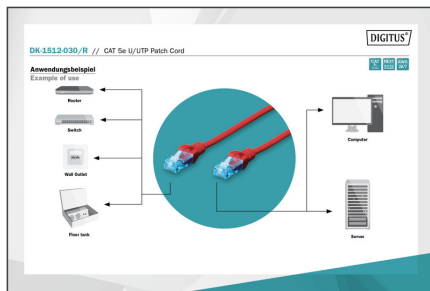 DIGITUS®
DK-1512-030/R // CAT 5e U/UTP Patch Cord
Anwendungsbeispiel
Example of use
Router
Switch
Wall Outlet
Floor tank
Computer
Server